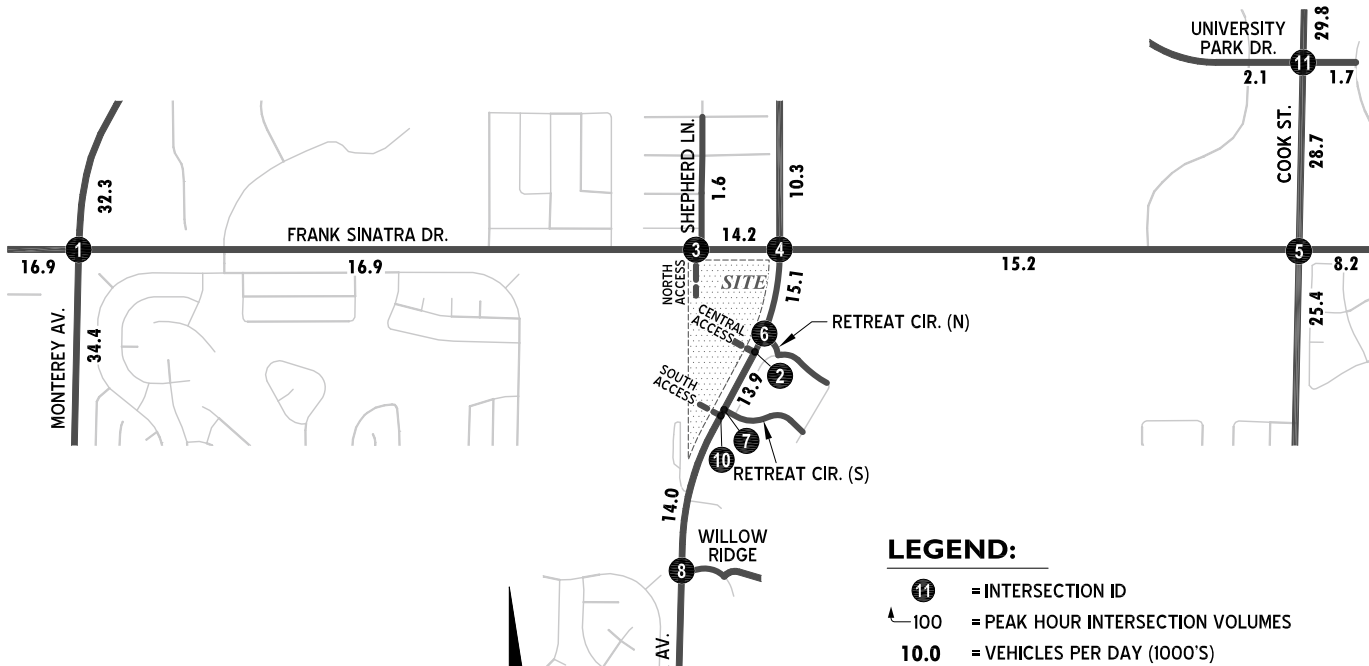 29.8
UNIVERSITY
PARK DR.
11
2.1
1.7
COOK ST.
28.7
32.3
SHEPHERD LN.
1.6
10.3
FRANK SINATRA DR.
14.2
1
3
4
5
16.9
16.9
15.2
8.2
NORTH
ACCESS
SITE
15.1
25.4
CENTRAL
ACCESS
6
RETREAT CIR. (N)
MONTEREY AV.
34.4
2
13.9
SOUTH
ACCESS
7
10
RETREAT CIR. (S)
14.0
WILLOW
RIDGE
8
AV.
LEGEND:
11 = INTERSECTION ID
100 = PEAK HOUR INTERSECTION VOLUMES
10.0 = VEHICLES PER DAY (1000'S)